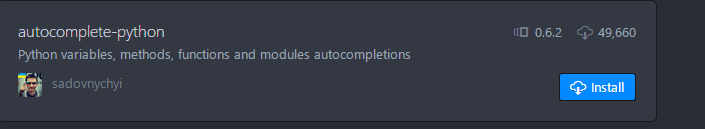 autocomplete-python 0.6.2 49,660
Python variables, methods, functions and modules autocompletions
sadovnychyi Install